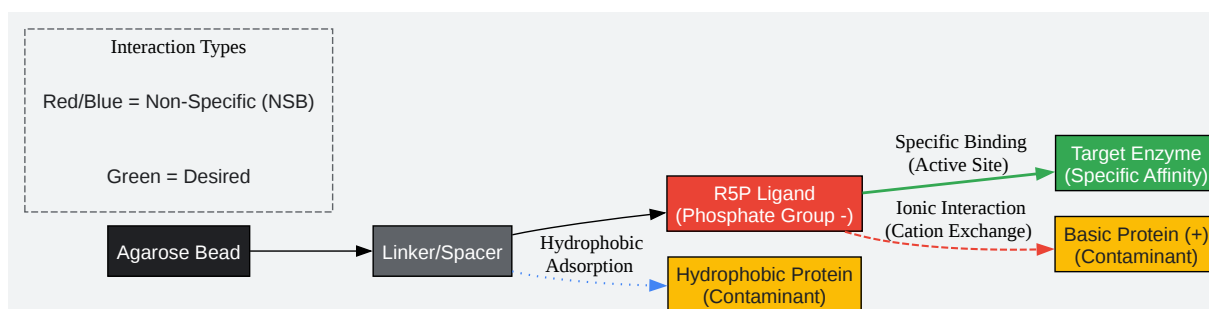 Interaction Types
Red/Blue = Non-Specific (NSB)
Green = Desired
Agarose Bead
Linker/Spacer
Hydrophobic
Adsorption
R5P Ligand
(Phosphate Group -)
Hydrophobic Protein
(Contaminant)
Specific Binding
(Active Site)
Ionic Interaction
(Cation Exchange)
Target Enzyme
(Specific Affinity)
Basic Protein (+)
(Contaminant)